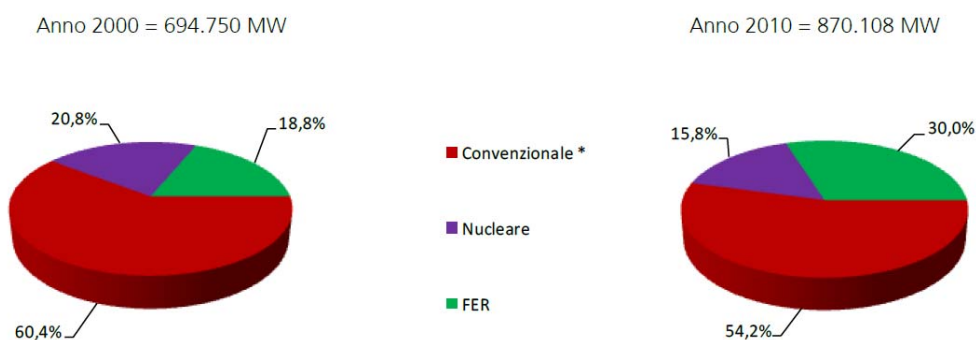 Anno 2000 = 694.750 MW
Anno 2010 = 870.108 MW
20,8%
18,8%
60,4%
Convenzionale *
Nucleare
FER
15,8%
30,0%
54,2%